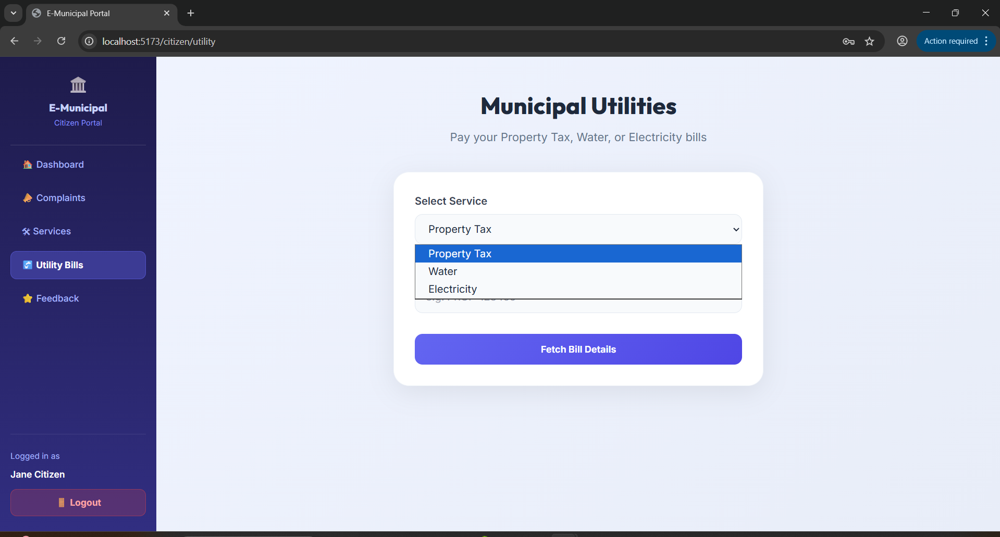 E-Municipal Portal
localhost:5173/citizen/utility
Action required
E-Municipal
Citizen Portal
Dashboard
Complaints
Services
Utility Bills
Feedback
Logged in as
Jane Citizen
Logout
Municipal Utilities
Pay your Property Tax, Water, or Electricity bills
Select Service
Property Tax
Property Tax
Water
Electricity
Fetch Bill Details